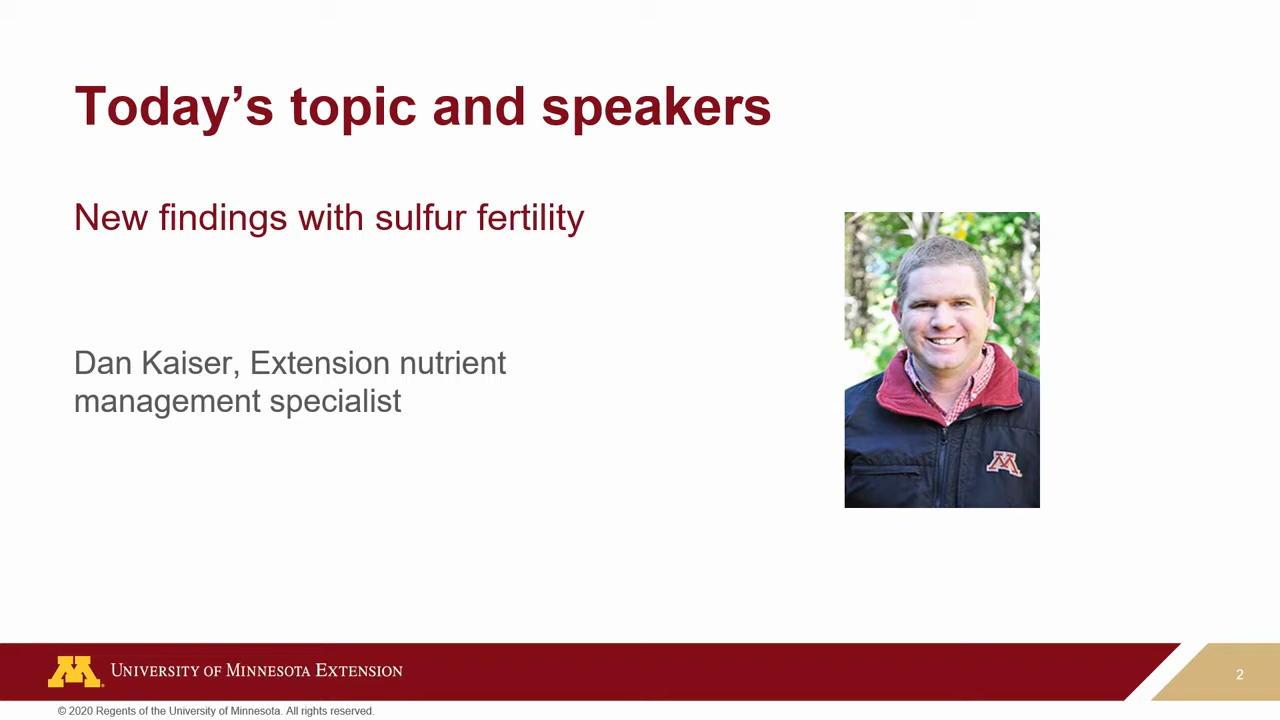 Today’s topic and speakers
New findings with sulfur fertility
Dan Kaiser, Extension nutrient
management specialist
M
M
UNIVERSITY OF MINNESOTA EXTENSION
2
© 2020 Regents of the University of Minnesota. All rights reserved.